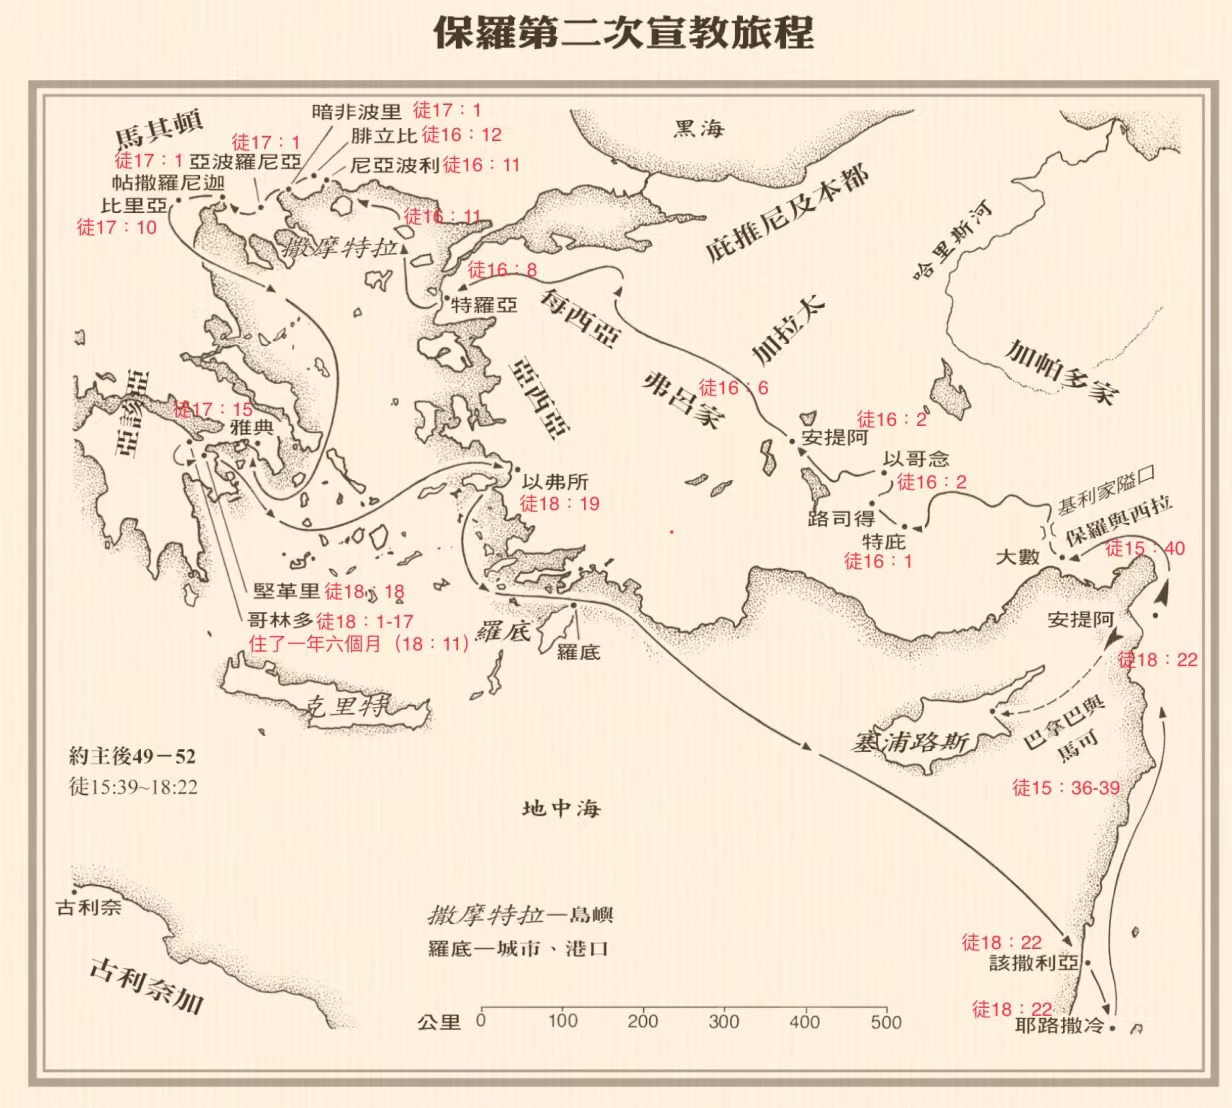 保羅第二次宣教旅程
馬其頓
暗非波里 徒17：1
腓立比 徒16：12
尼亞波利 徒16：11
徒17：1
徒17：1 亞波羅尼亞
帖撒羅尼迦
比里亞
徒17：10
徒16：11
撒摩特拉
黑海
庇推尼及本都
哈里斯河
徒16：8
特羅亞
每西亞
加拉太
加帕多家
亞西亞
弗呂家
徒16：6
亞該亞
徒17：15
雅典
徒16：2
安提阿
以哥念
徒16：2
路司得
特庇
徒16：1
以弗所
徒18：19
基利家隘口
保羅與西拉
徒15：40
大數
安提阿
徒18：22
堅革里 徒18：18
哥林多 徒18：1-17
住了一年六個月（18：11）
羅底
羅底
克里特
塞浦路斯
巴拿巴與
馬可
徒15：36-39
約主後49－52
徒15:39~18:22
地中海
古利奈
古利奈加
撒摩特拉—島嶼
羅底—城市、港口
徒18：22
該撒利亞
徒18：22
耶路撒冷
公里 0 100 200 300 400 500